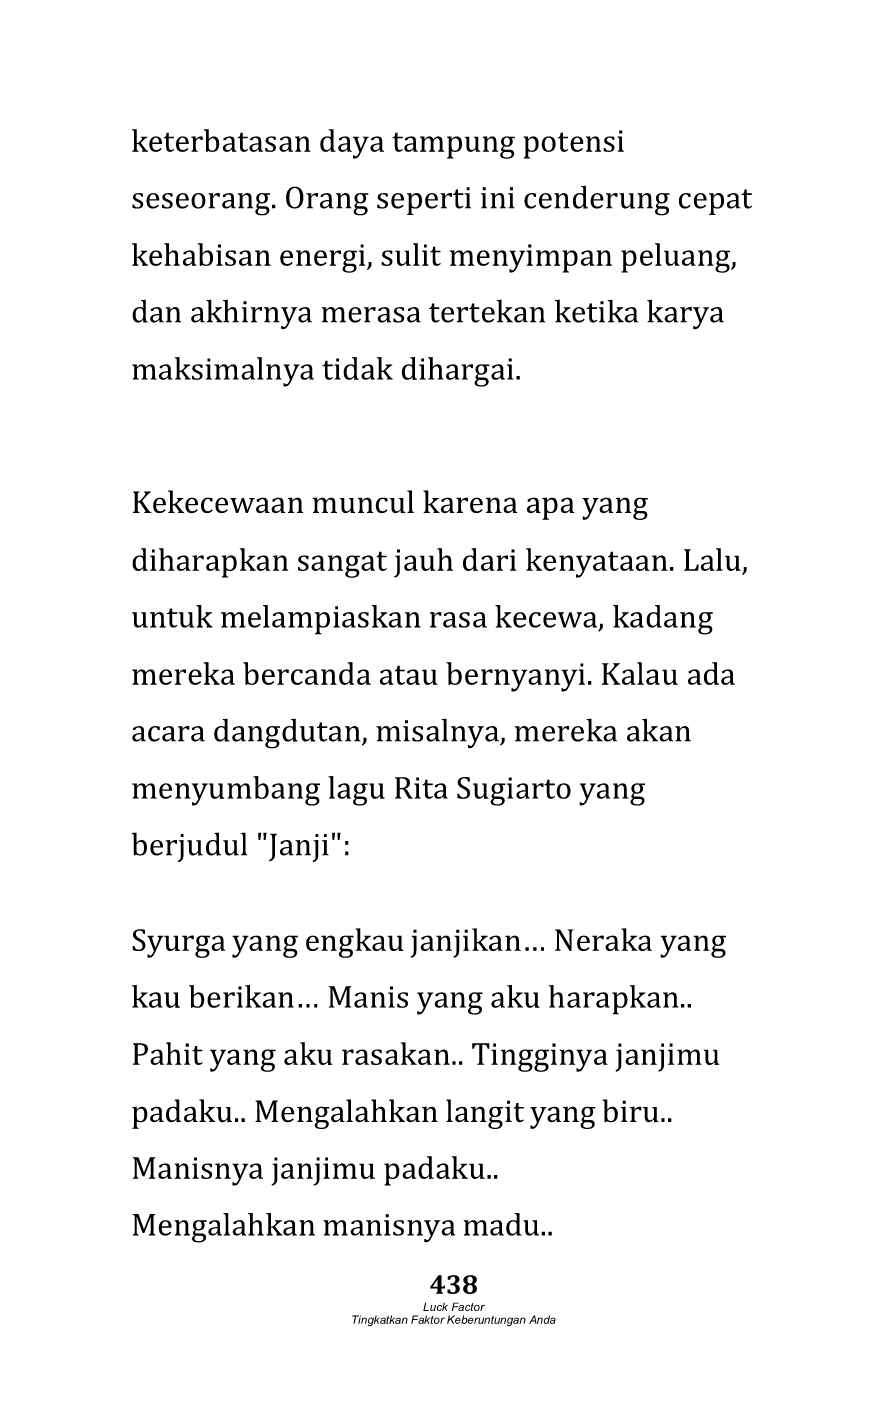 keterbatasan daya tampung potensi
seseorang. Orang seperti ini cenderung cepat
kehabisan energi, sulit menyimpan peluang,
dan akhirnya merasa tertekan ketika karya
maksimalnya tidak dihargai.
Kekecewaan muncul karena apa yang
diharapkan sangat jauh dari kenyataan. Lalu,
untuk melampiaskan rasa kecewa, kadang
mereka bercanda atau bernyanyi. Kalau ada
acara dangdutan, misalnya, mereka akan
menyumbang lagu Rita Sugiarto yang
berjudul "Janji":
Syurga yang engkau janjikan… Neraka yang
kau berikan… Manis yang aku harapkan..
Pahit yang aku rasakan.. Tingginya janjimu
padaku.. Mengalahkan langit yang biru..
Manisnya janjimu padaku..
Mengalahkan manisnya madu..
438
Luck Factor
Tingkatkan Faktor Keberuntungan Anda